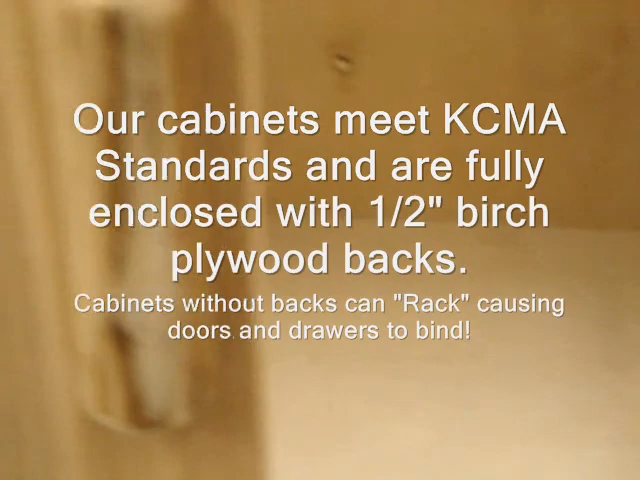 Our cabinets meet KCMA
Standards and are fully
enclosed with 1/2" birch
plywood backs.
Cabinets without backs can "Rack" causing
doors and drawers to bind!